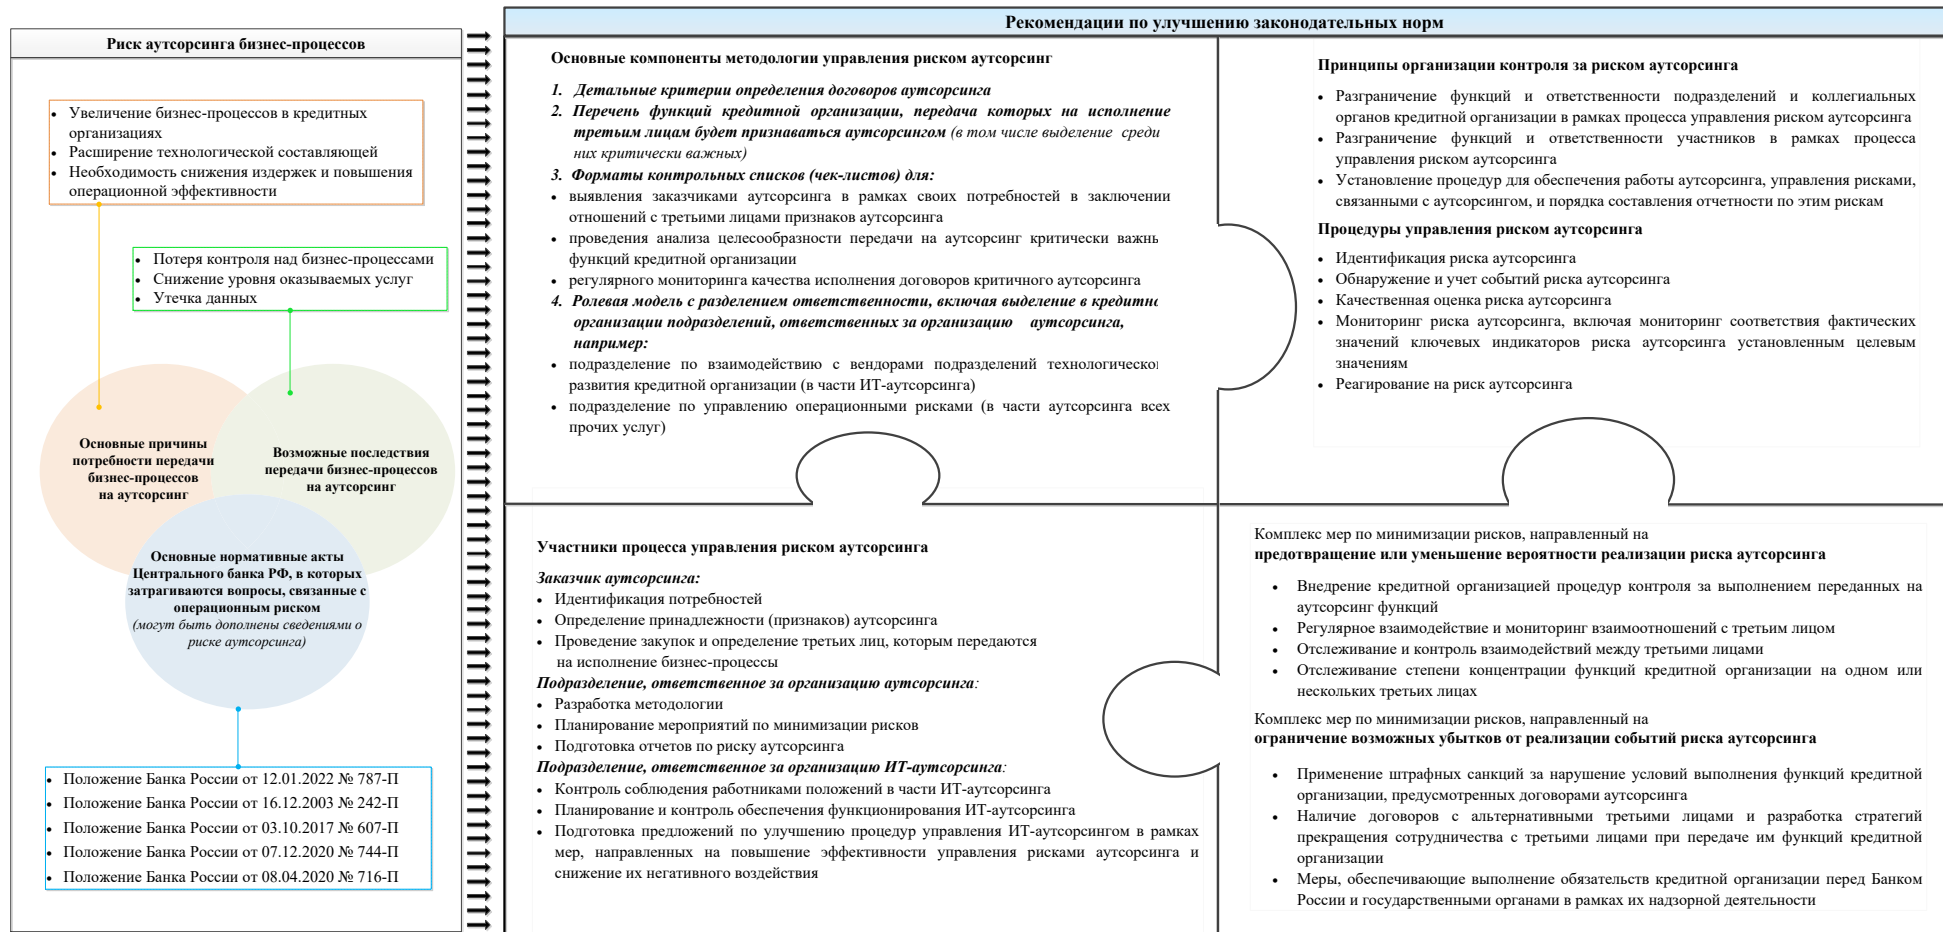 Рекомендации по улучшению законодательных норм
Риск аутсорсинга бизнес-процессов
• Увеличение бизнес-процессов в кредитных
организациях
• Расширение технологической составляющей
• Необходимость снижения издержек и повышения
операционной эффективности
• Потеря контроля над бизнес-процессами
• Снижение уровня оказываемых услуг
• Утечка данных
Основные причины
потребности передачи
бизнес-процессов
на аутсорсинг
Возможные последствия
передачи бизнес-процессов
на аутсорсинг
Основные нормативные акты
Центрального банка РФ, в которых
затрагиваются вопросы, связанные с
операционным риском
(могут быть дополнены сведениями о
риске аутсорсинга)
• Положение Банка России от 12.01.2022 № 787-П
• Положение Банка России от 16.12.2003 № 242-П
• Положение Банка России от 03.10.2017 № 607-П
• Положение Банка России от 07.12.2020 № 744-П
• Положение Банка России от 08.04.2020 № 716-П
Основные компоненты методологии управления риском аутсорсинг
1. Детальные критерии определения договоров аутсорсинга
2. Перечень функций кредитной организации, передача которых на исполнение
третьим лицам будет признаваться аутсорсингом (в том числе выделение среди
них критически важных)
3. Форматы контрольных списков (чек-листов) для:
• выявления заказчиками аутсорсинга в рамках своих потребностей в заключении
отношений с третьими лицами признаков аутсорсинга
• проведения анализа целесообразности передачи на аутсорсинг критически важны
функций кредитной организации
• регулярного мониторинга качества исполнения договоров критичного аутсорсинга
4. Ролевая модель с разделением ответственности, включая выделение в кредитно
организации подразделений, ответственных за организацию аутсорсинга,
например:
• подразделение по взаимодействию с вендорами подразделений технологическог
развития кредитной организации (в части ИТ-аутсорсинга)
• подразделение по управлению операционными рисками (в части аутсорсинга всех
прочих услуг)
Принципы организации контроля за риском аутсорсинга
• Разграничение функций и ответственности подразделений и коллегиальных
органов кредитной организации в рамках процесса управления риском аутсорсинга
• Разграничение функций и ответственности участников в рамках процесса
управления риском аутсорсинга
• Установление процедур для обеспечения работы аутсорсинга, управления рисками,
связанными с аутсорсингом, и порядка составления отчетности по этим рискам
Процедуры управления риском аутсорсинга
• Идентификация риска аутсорсинга
• Обнаружение и учет событий риска аутсорсинга
• Качественная оценка риска аутсорсинга
• Мониторинг риска аутсорсинга, включая мониторинг соответствия фактических
значений ключевых индикаторов риска аутсорсинга установленным целевым
значениям
• Реагирование на риск аутсорсинга
Участники процесса управления риском аутсорсинга
Заказчик аутсорсинга:
• Идентификация потребностей
• Определение принадлежности (признаков) аутсорсинга
• Проведение закупок и определение третьих лиц, которым передаются
на исполнение бизнес-процессы
Подразделение, ответственное за организацию аутсорсинга:
• Разработка методологии
• Планирование мероприятий по минимизации рисков
• Подготовка отчетов по риску аутсорсинга
Подразделение, ответственное за организацию ИТ-аутсорсинга:
• Контроль соблюдения работниками положений в части ИТ-аутсорсинга
• Планирование и контроль обеспечения функционирования ИТ-аутсорсинга
• Подготовка предложений по улучшению процедур управления ИТ-аутсорсингом в рамках
мер, направленных на повышение эффективности управления рисками аутсорсинга и
снижение их негативного воздействия
Комплекс мер по минимизации рисков, направленный на
предотвращение или уменьшение вероятности реализации риска аутсорсинга
• Внедрение кредитной организацией процедур контроля за выполнением переданных на
аутсорсинг функций
• Регулярное взаимодействие и мониторинг взаимоотношений с третьим лицом
• Отслеживание и контроль взаимодействий между третьими лицами
• Отслеживание степени концентрации функций кредитной организации на одном или
нескольких третьих лицах
Комплекс мер по минимизации рисков, направленный на
ограничение возможных убытков от реализации событий риска аутсорсинга
• Применение штрафных санкций за нарушение условий выполнения функций кредитной
организации, предусмотренных договорами аутсорсинга
• Наличие договоров с альтернативными третьими лицами и разработка стратегий
прекращения сотрудничества с третьими лицами при передаче им функций кредитной
организации
• Меры, обеспечивающие выполнение обязательств кредитной организации перед Банком
России и государственными органами в рамках их надзорной деятельности